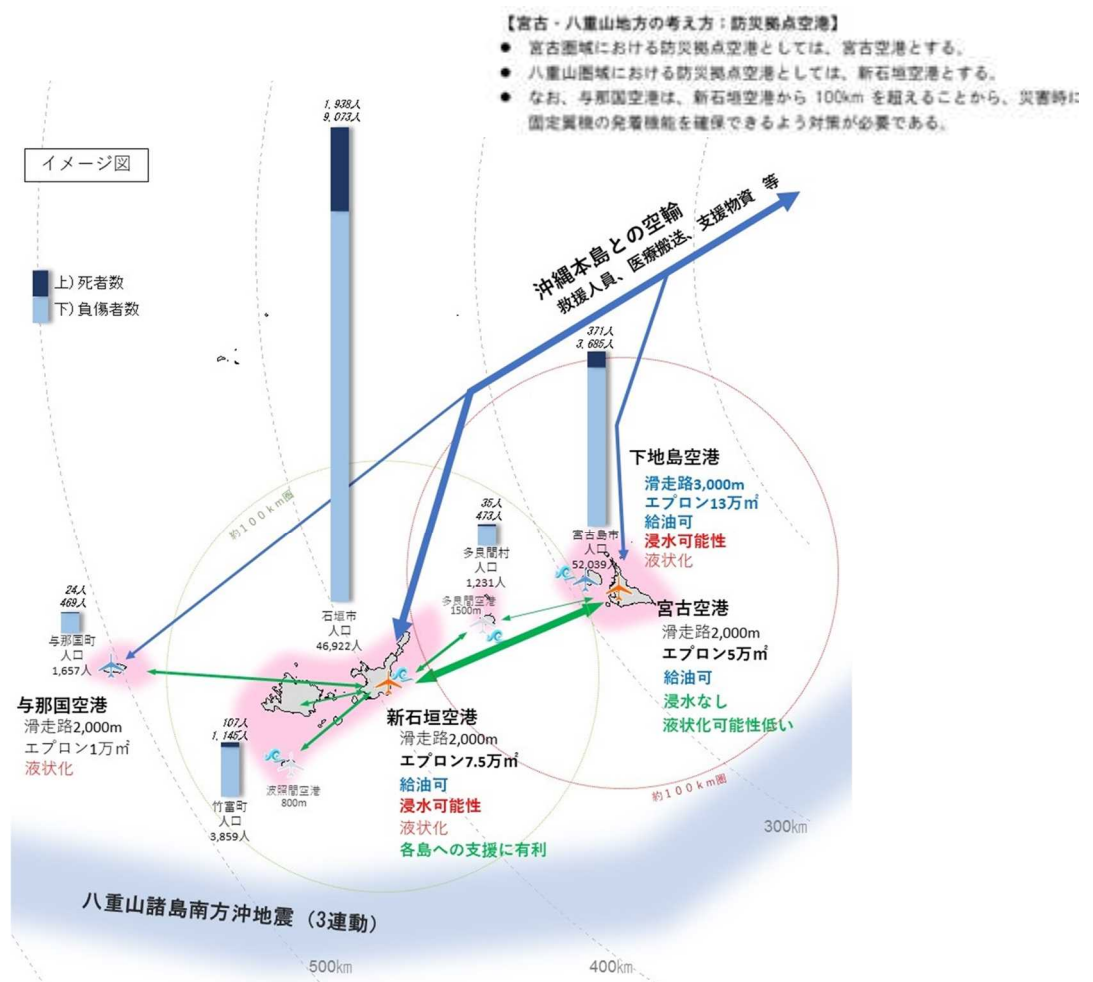 【宮古・八重山地方の考え方：防災拠点空港】
● 宮古圏域における防災拠点空港としては、宮古空港とする。
● 八重山圏域における防災拠点空港としては、新石垣空港とする。
● なお、与那国空港は、新石垣空港から 100km を超えることから、災害時に
固定翼機の発着機能を確保できるよう対策が必要である。
イメージ図
上）死者数
下）負傷者数
1,938人
9,073人
石垣市
人口
46,922人
沖縄本島との空輸
救援人員、医療搬送、支援物資 等
371人
3,685人
宮古島市
人口
52,039人
下地島空港
滑走路3,000m
エプロン13万㎡
給油可
浸水可能性
液状化
35人
473人
多良間村
人口
1,231人
多良間空港
1500m
宮古空港
滑走路2,000m
エプロン5万㎡
給油可
浸水なし
液状化可能性低い
約１００ｋｍ圏
24人
469人
与那国町
人口
1,657人
与那国空港
滑走路2,000m
エプロン1万㎡
液状化
107人
1,145人
竹富町
人口
3,859人
波照間空港
800m
新石垣空港
滑走路2,000m
エプロン7.5万㎡
給油可
浸水可能性
液状化
各島への支援に有利
約１００ｋｍ圏
300㎞
八重山諸島南方沖地震（3連動）
500㎞
400㎞